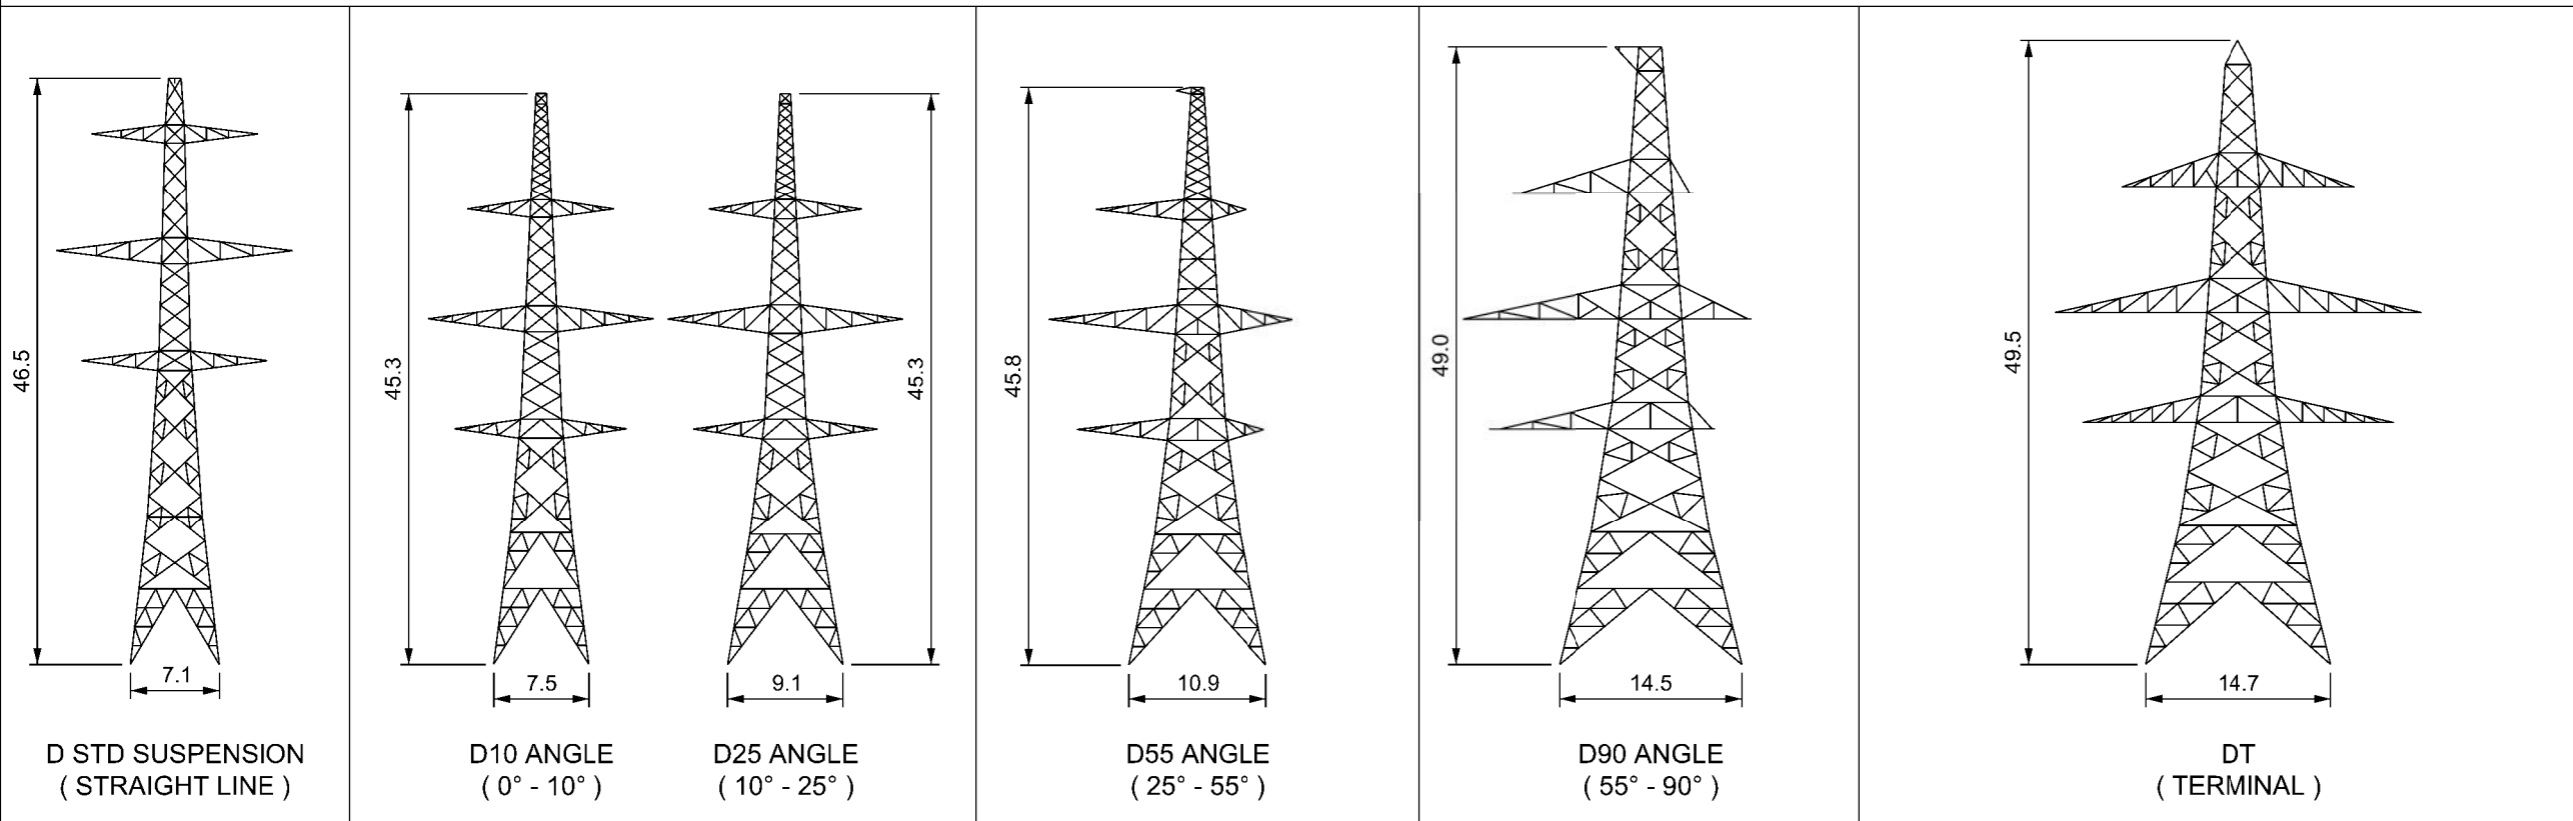 46.5
7.1
D STD SUSPENSION
( STRAIGHT LINE )
45.3
7.5
D10 ANGLE
( 0° - 10° )
45.3
9.1
D25 ANGLE
( 10° - 25° )
45.8
10.9
D55 ANGLE
( 25° - 55° )
49.0
14.5
D90 ANGLE
( 55° - 90° )
49.5
14.7
DT
( TERMINAL )